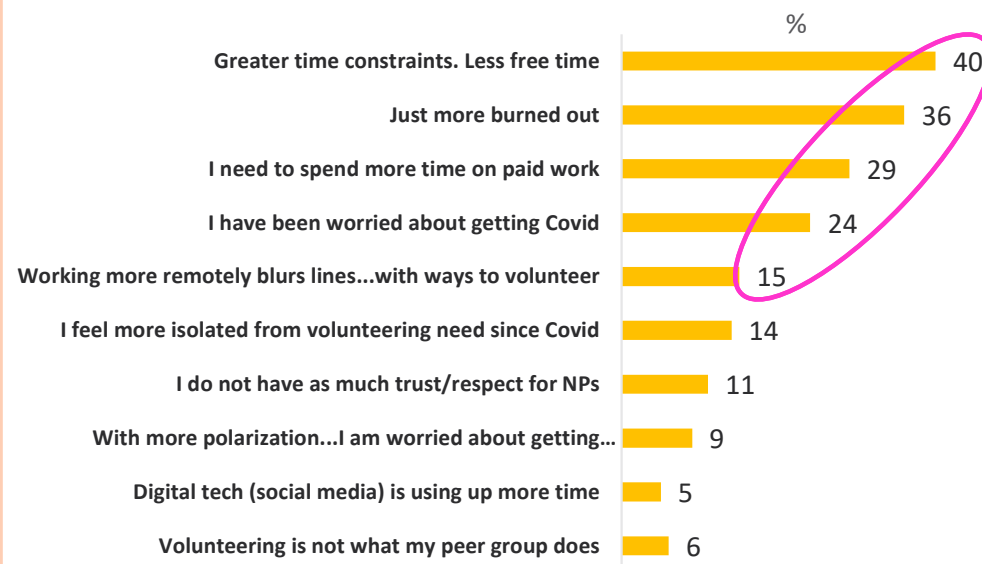 %
Greater time constraints. Less free time 40
Just more burned out 36
I need to spend more time on paid work 29
I have been worried about getting Covid 24
Working more remotely blurs lines...with ways to volunteer 15
I feel more isolated from volunteering need since Covid 14
I do not have as much trust/respect for NPs 11
With more polarization...I am worried about getting… 9
Digital tech (social media) is using up more time 5
Volunteering is not what my peer group does 6